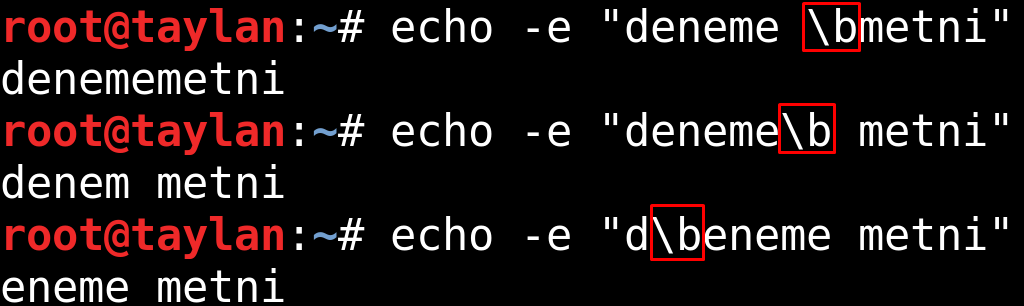 root@taylan:~# echo -e "deneme \bmetni"
denememetni
root@taylan:~# echo -e "deneme\b metni"
denem metni
root@taylan:~# echo -e "d\beneme metni"
eneme metni